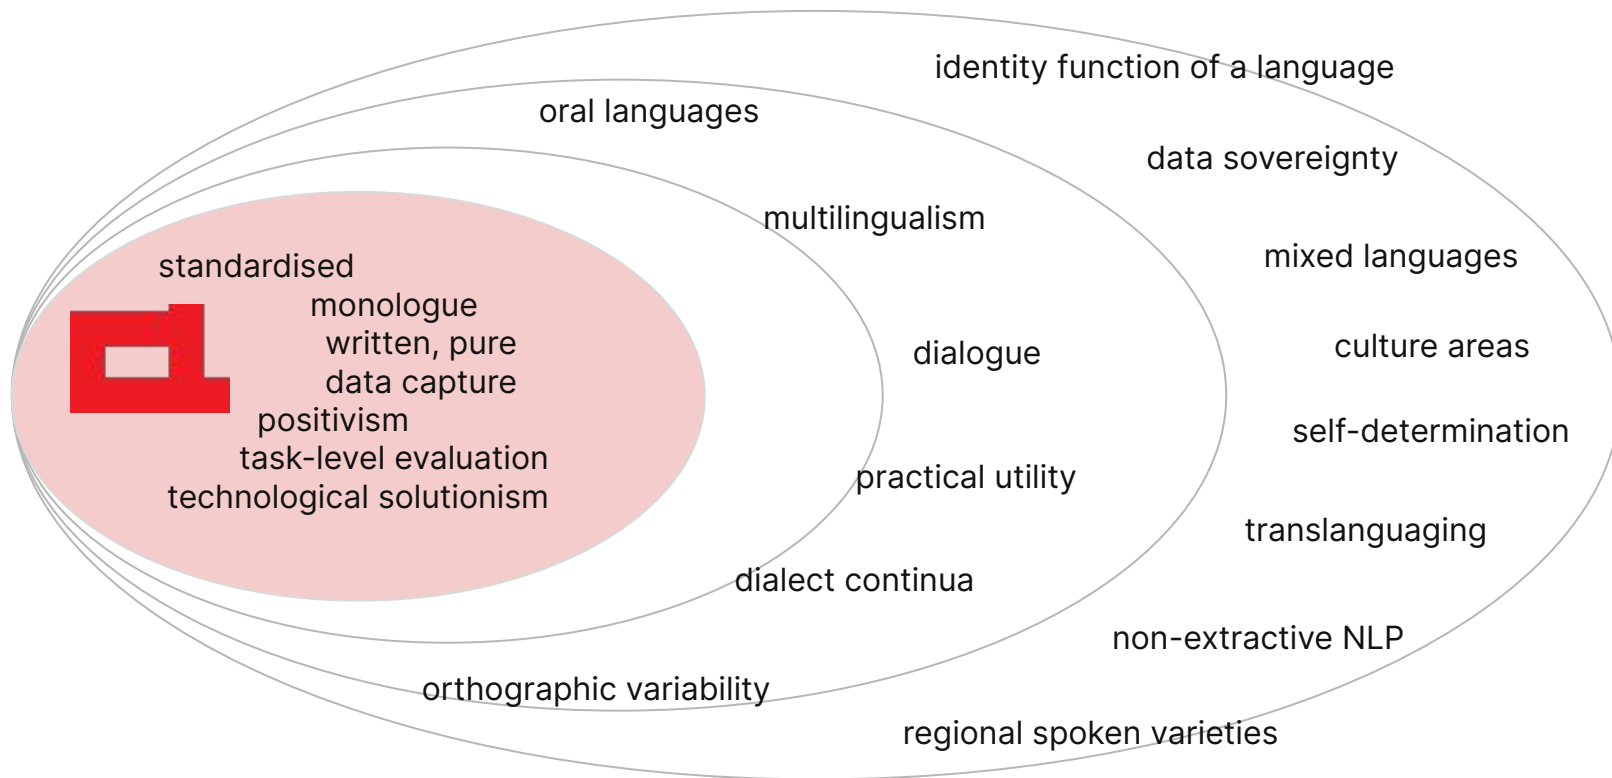 identity function of a language
oral languages
data sovereignty
multilingualism
mixed languages
standardised
monologue
written, pure
data capture
positivism
task-level evaluation
technological solutionism
dialogue
culture areas
self-determination
practical utility
translanguaging
dialect continua
non-extractive NLP
orthographic variability
regional spoken varieties